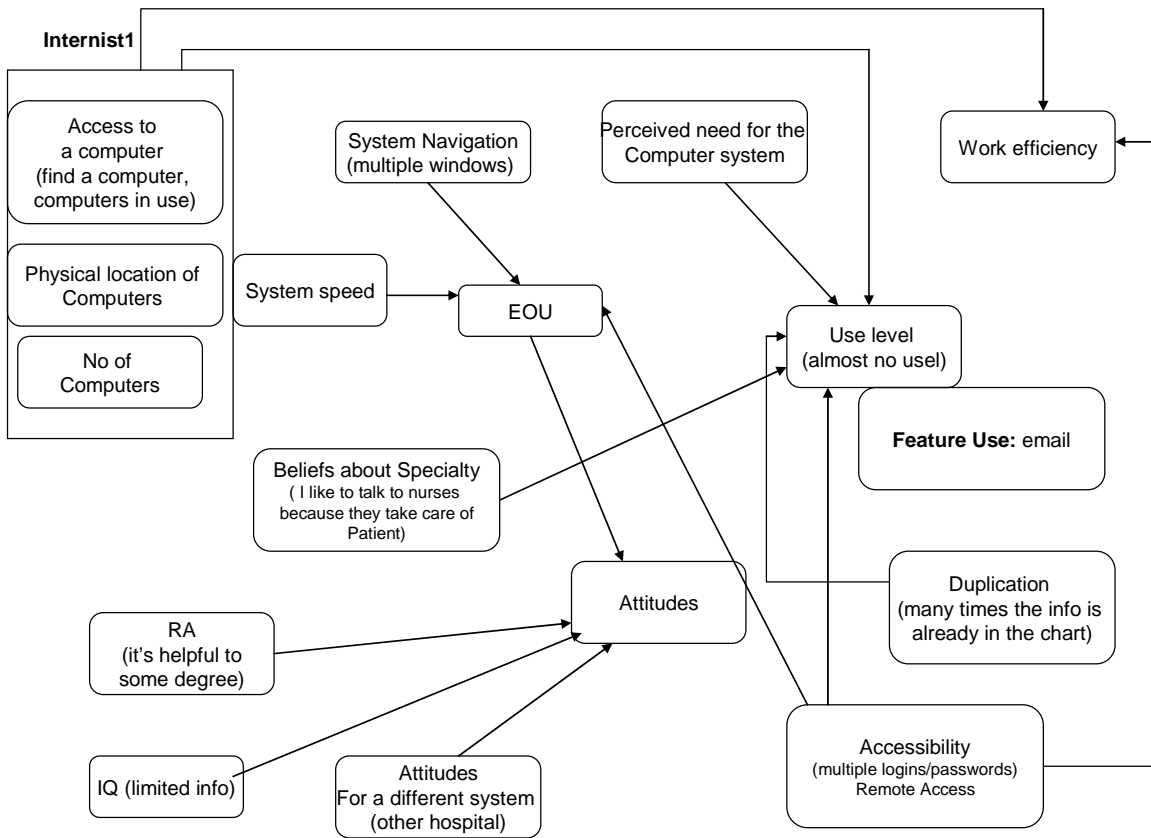 Internist1
Access to
a computer
(find a computer,
computers in use)
Physical location of
Computers
No of
Computers
System speed
System Navigation
(multiple windows)
EOU
Perceived need for the
Computer system
Work efficiency
Use level
(almost no usel)
Feature Use: email
Beliefs about Specialty
( I like to talk to nurses
because they take care of
Patient)
Attitudes
Duplication
(many times the info is
already in the chart)
RA
(it's helpful to
some degree)
IQ (limited info)
Attitudes
For a different system
(other hospital)
Accessibility
(multiple logins/passwords)
Remote Access